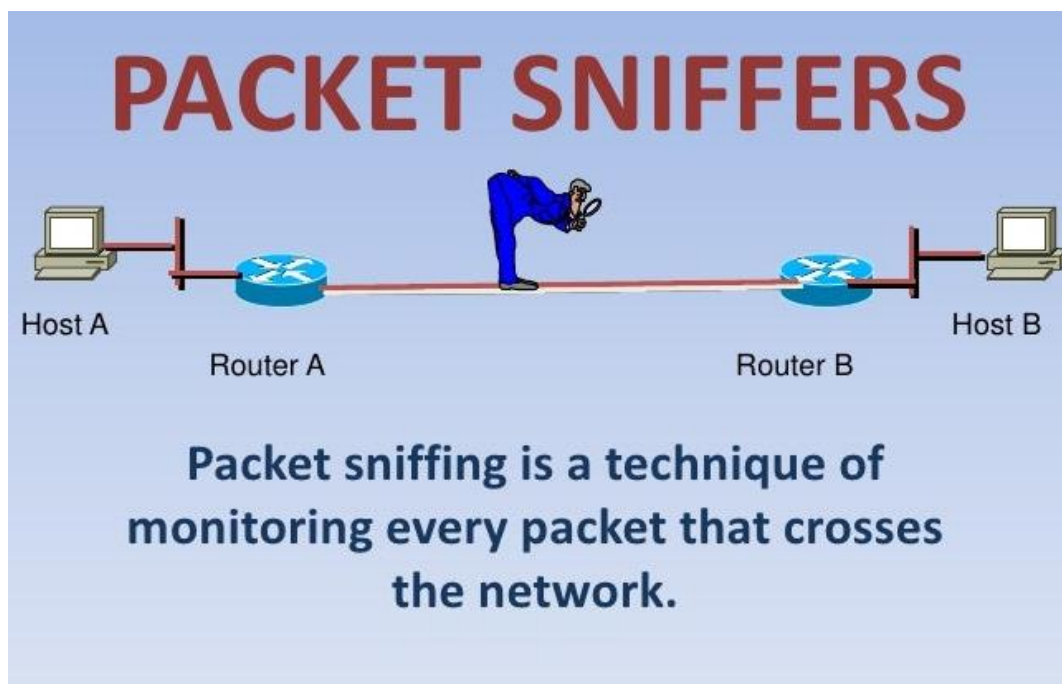 PACKET SNIFFERS
Host A
Host B
Router A
Router B
Packet sniffing is a technique of
monitoring every packet that crosses
the network.